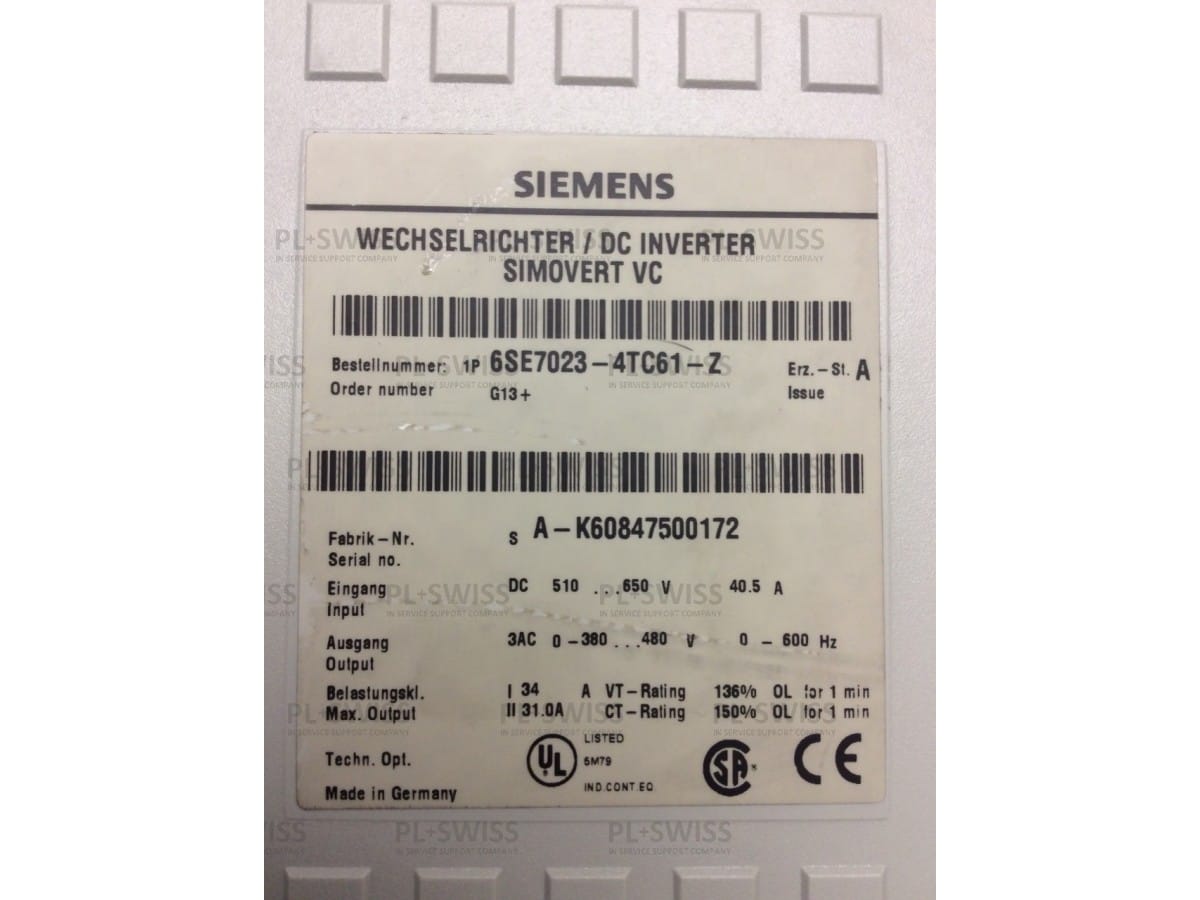 SIEMENS
WECHSELRICHTER / DC INVERTER
SIMOVERT VC
Bestellnummer: 1P 6SE7023-4TC61-Z Erz.-St. A
Order number G13+ Issue
Fabrik-Nr. S A-K60847500172
Serial no.
Eingang DC 510 ...650 V 40.5 A
Input
Ausgang 3AC 0-380 ...480 V 0 - 600 Hz
Output
Belastungskl. I 34 A VT-Rating 136% OL for 1 min
Max. Output II 31.0A CT-Rating 150% OL for 1 min
Techn. Opt. UL LISTED 5M79 IND.CONT.EQ SA CE
Made in Germany
PL+SWISS
IN SERVICE SUPPORT COMPANY